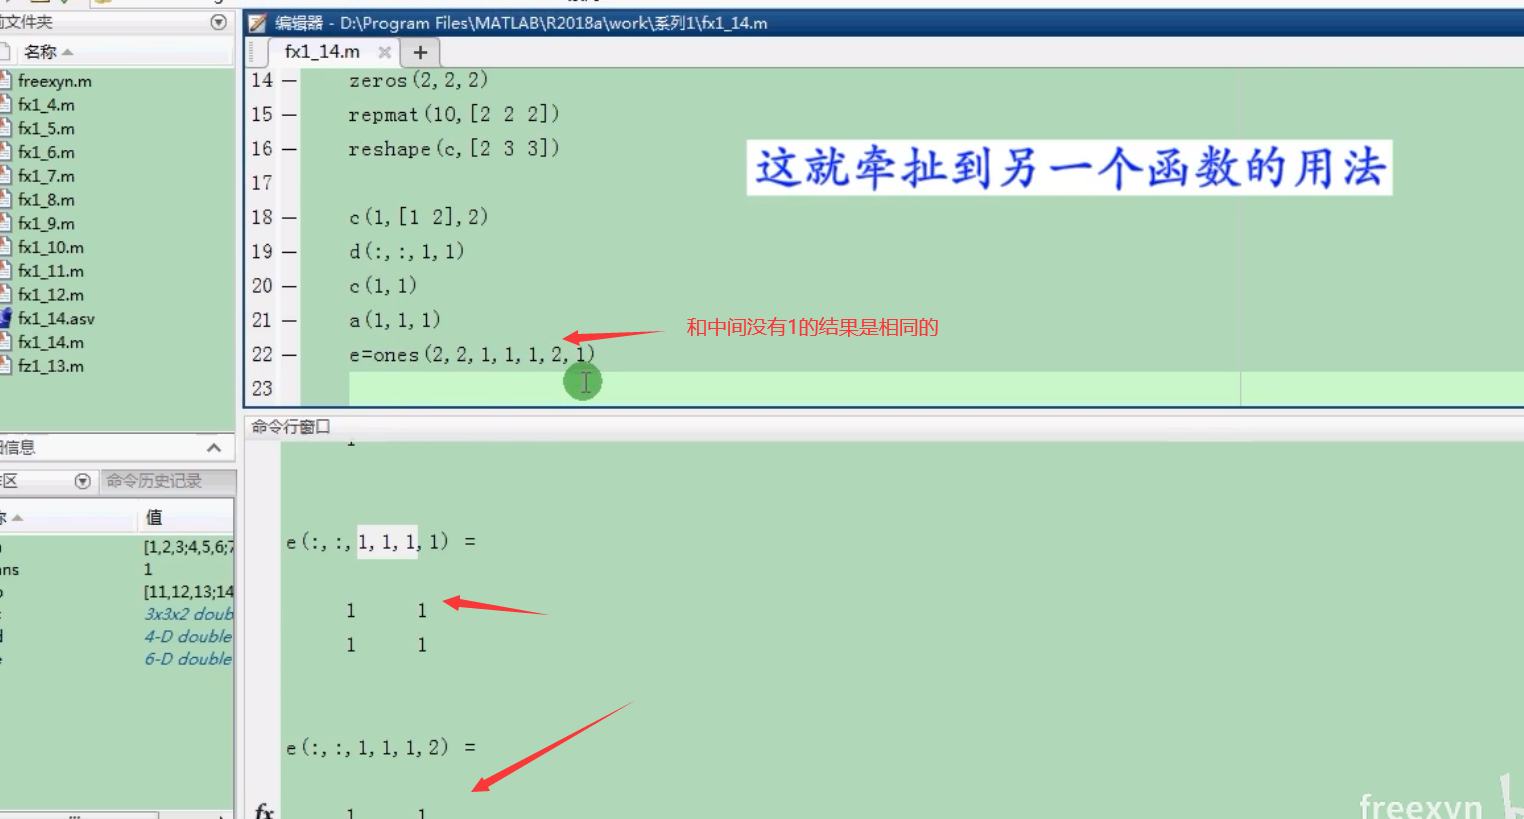 编辑器 - D:\Program Files\MATLAB\R2018a\work\系列1\fx1_14.m
文件夹
fx1_14.m
名称
freexyn.m
fx1_4.m
fx1_5.m
fx1_6.m
fx1_7.m
fx1_8.m
fx1_9.m
fx1_10.m
fx1_11.m
fx1_12.m
fx1_14.asv
fx1_14.m
fz1_13.m
14 — zeros(2,2,2)
15 — repmat(10,[2 2 2])
16 — reshape(c,[2 3 3])
17
18 — c(1,[1 2],2)
19 — d(:,:,1,1)
20 — c(1,1)
21 — a(1,1,1)
22 — e=ones(2,2,1,1,1,2,1)
23
这就牵扯到另一个函数的用法
和中间没有1的结果是相同的
信息
区
命令历史记录
值
[1,2,3;4,5,6;7
ns 1
[11,12,13;14
3x3x2 doub
4-D double
6-D double
命令行窗口
e(:,:,1,1,1,1) =
1 1
1 1
e(:,:,1,1,1,2) =
1 1
fx
freexyn